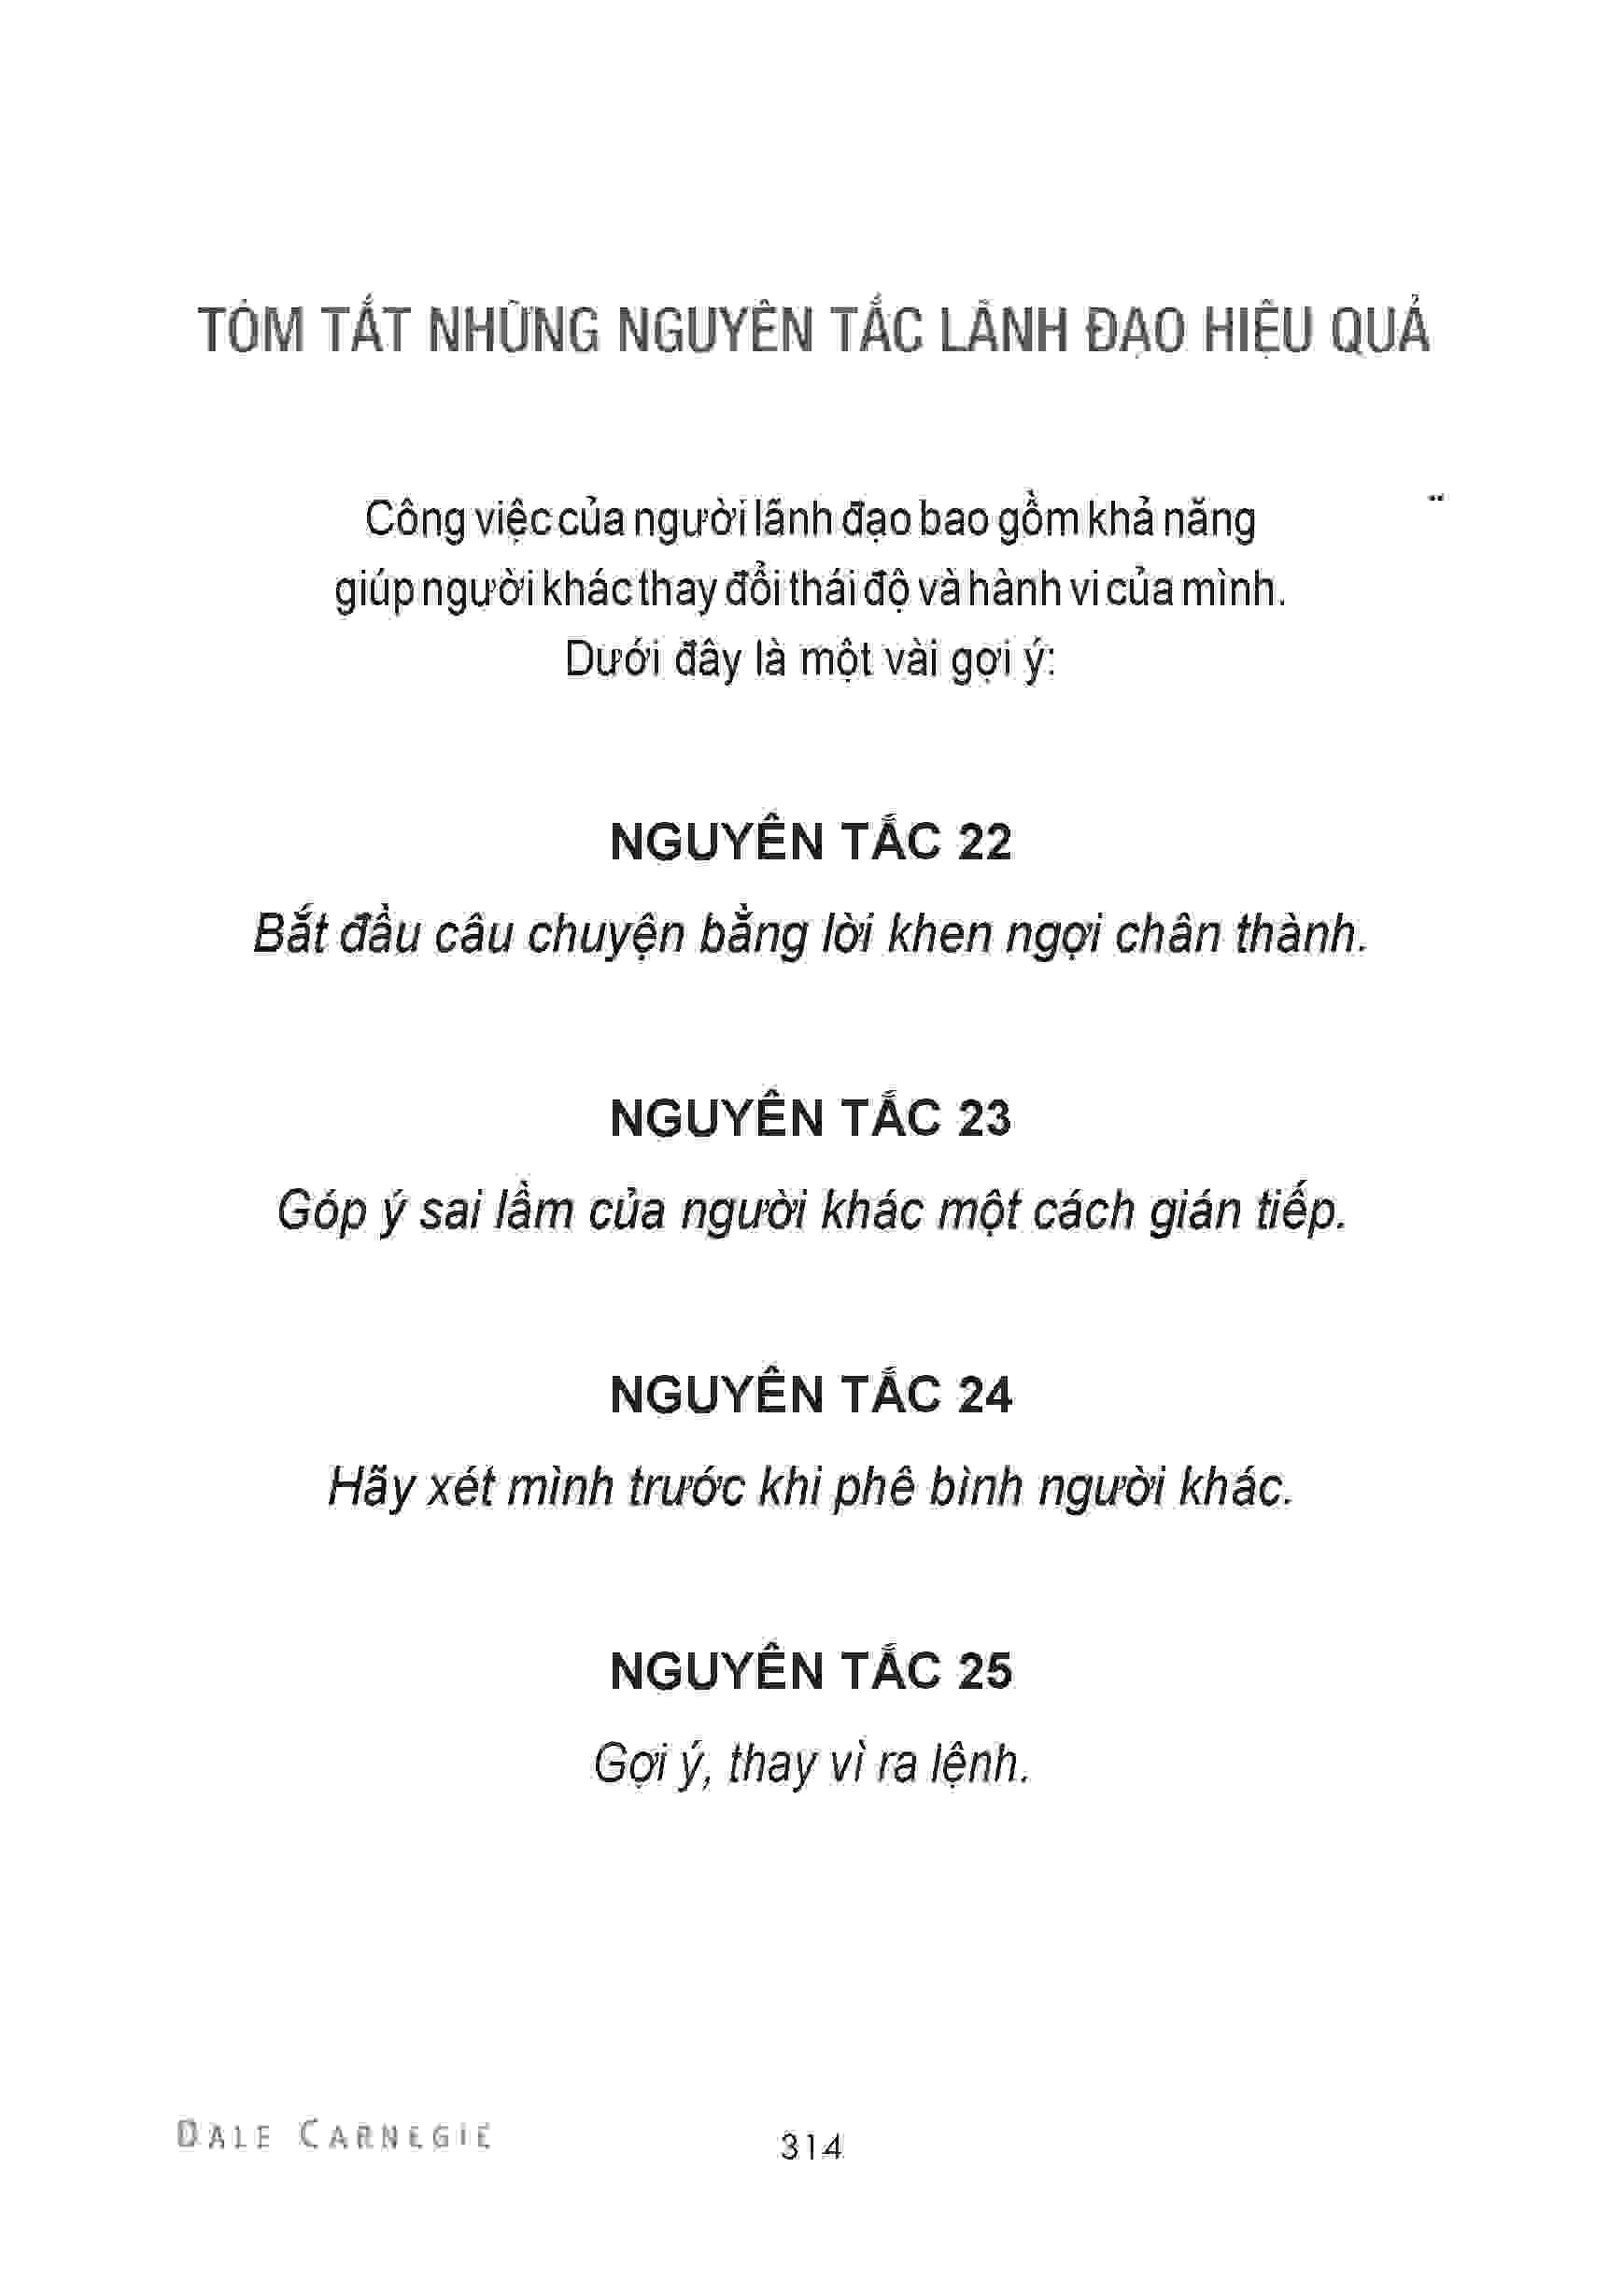 TÓM TẮT NHỮNG NGUYÊN TẮC LÃNH ĐẠO HIỆU QUẢ
Công việc của người lãnh đạo bao gồm khả năng
giúp người khác thay đổi thái độ và hành vi của mình.
Dưới đây là một vài gợi ý:
NGUYÊN TẮC 22
Bắt đầu câu chuyện bằng lời khen ngợi chân thành.
NGUYÊN TẮC 23
Góp ý sai lầm của người khác một cách gián tiếp.
NGUYÊN TẮC 24
Hãy xét mình trước khi phê bình người khác.
NGUYÊN TẮC 25
Gợi ý, thay vì ra lệnh.
DALE CARNEGIE
314